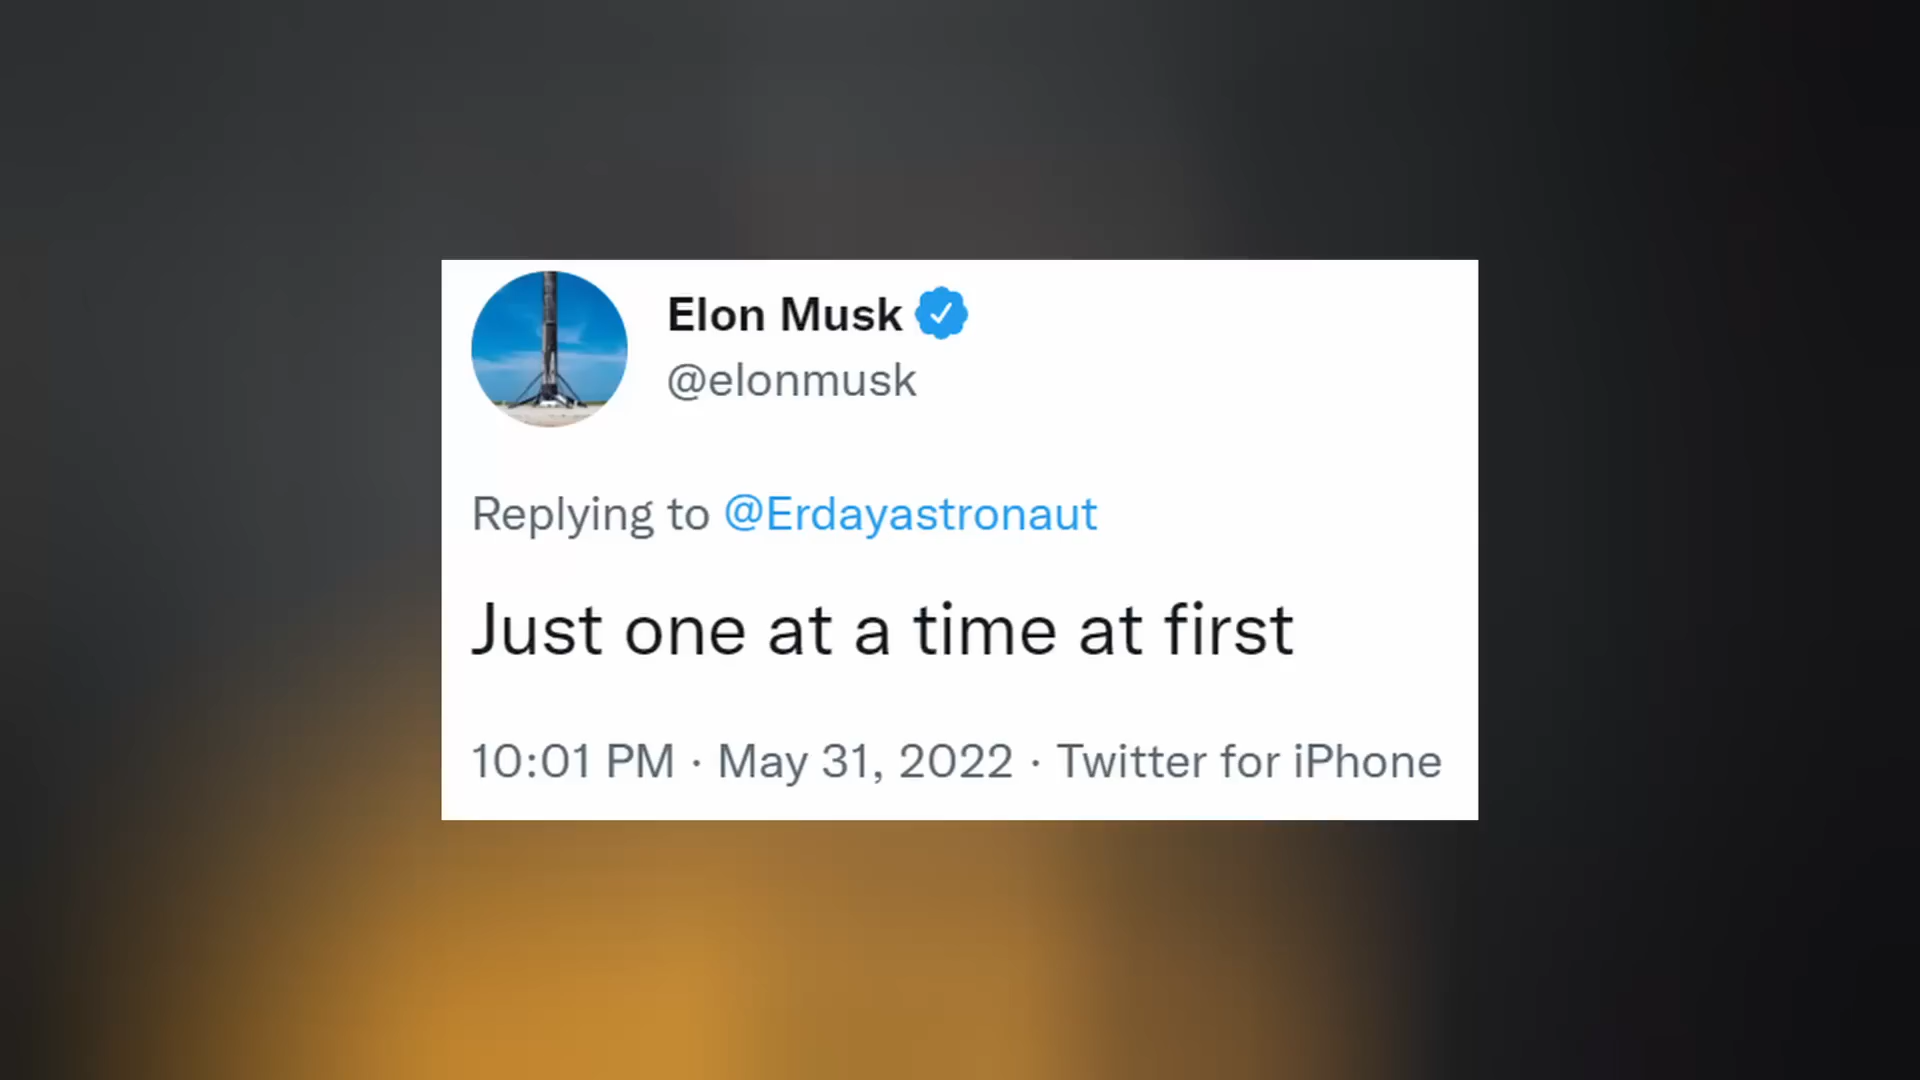 Elon Musk
@elonmusk
Replying to @Erdayastronaut
Just one at a time at first
10:01 PM · May 31, 2022 · Twitter for iPhone